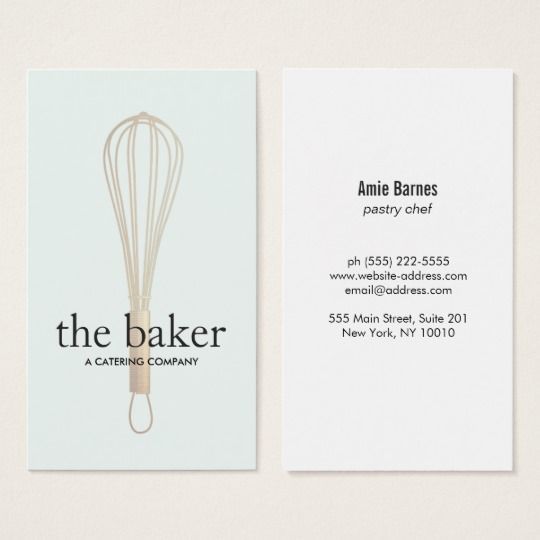 the baker
A CATERING COMPANY
Amie Barnes
pastry chef
ph (555) 222-5555
www.website-address.com
email@address.com
555 Main Street, Suite 201
New York, NY 10010